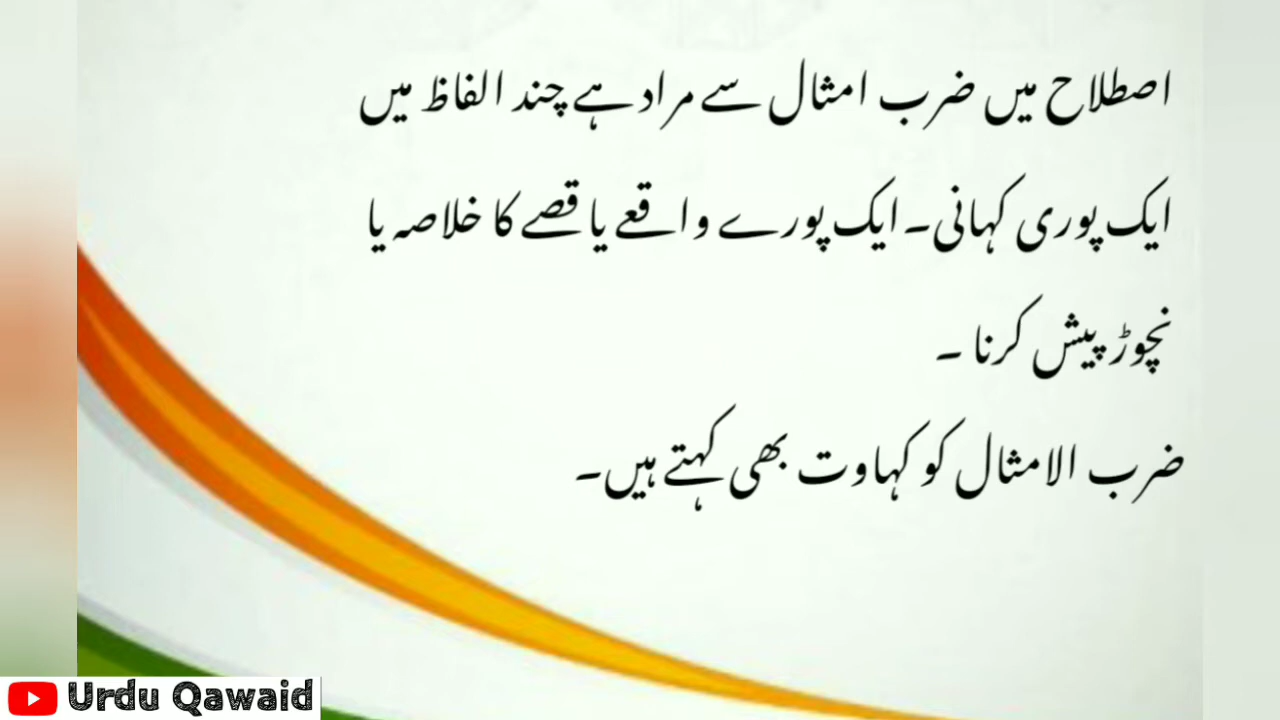 اصطلاح میں ضرب امثال سے مراد ہے چند الفاظ میں
ایک پوری کہانی۔ ایک پورے واقعے یا قصے کا خلاصہ یا
نچوڑ پیش کرنا ۔
ضرب الامثال کو کہاوت بھی کہتے ہیں۔
Urdu Qawaid